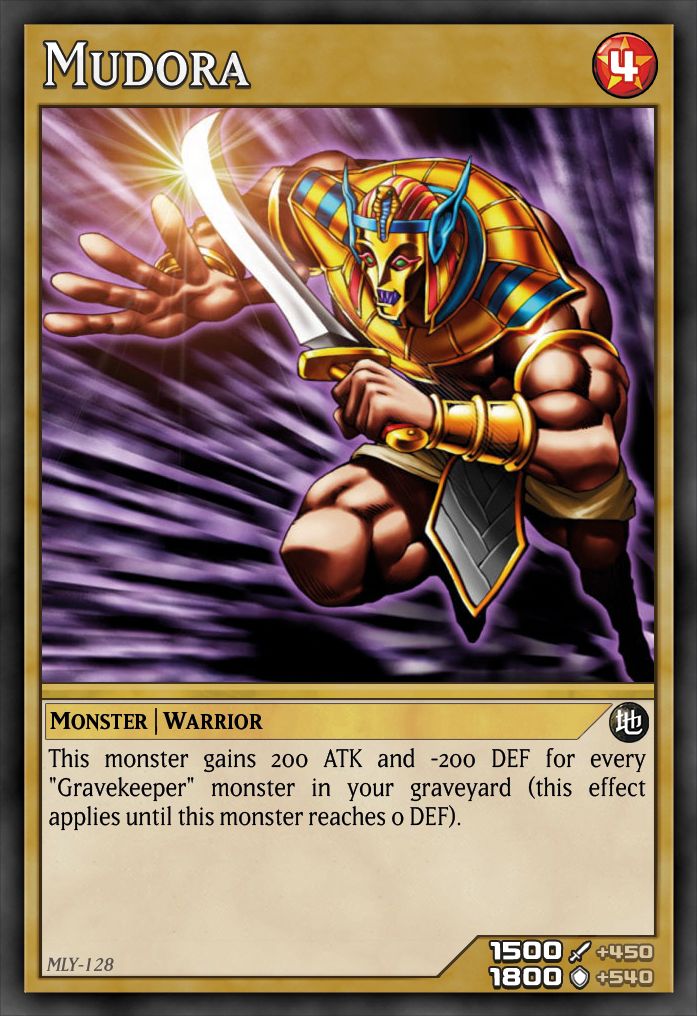 MUDORA
4
MONSTER | WARRIOR
This monster gains 200 ATK and -200 DEF for every
"Gravekeeper" monster in your graveyard (this effect
applies until this monster reaches 0 DEF).
1500 +450
MLY-128
1800 +540